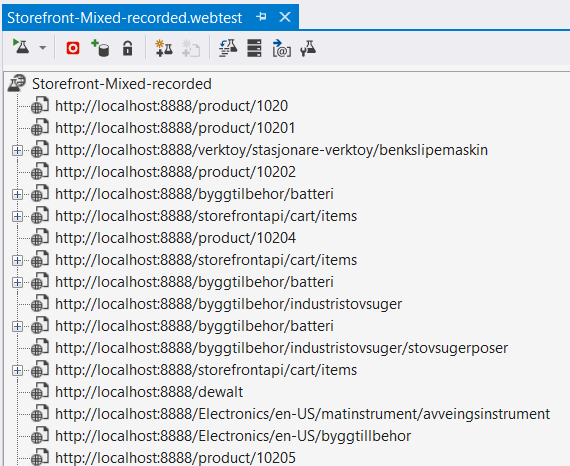 Storefront-Mixed-recorded.webtest
Storefront-Mixed-recorded
http://localhost:8888/product/1020
http://localhost:8888/product/10201
http://localhost:8888/verktoy/stasjonare-verktoy/benkslipemaskin
http://localhost:8888/product/10202
http://localhost:8888/byggtilbehor/batteri
http://localhost:8888/storefrontapi/cart/items
http://localhost:8888/product/10204
http://localhost:8888/storefrontapi/cart/items
http://localhost:8888/byggtilbehor/batteri
http://localhost:8888/byggtilbehor/industristovsuger
http://localhost:8888/byggtilbehor/batteri
http://localhost:8888/byggtilbehor/industristovsuger/stovsugerposer
http://localhost:8888/storefrontapi/cart/items
http://localhost:8888/dewalt
http://localhost:8888/Electronics/en-US/matinstrument/avveingsinstrument
http://localhost:8888/Electronics/en-US/byggtillbehor
http://localhost:8888/product/10205